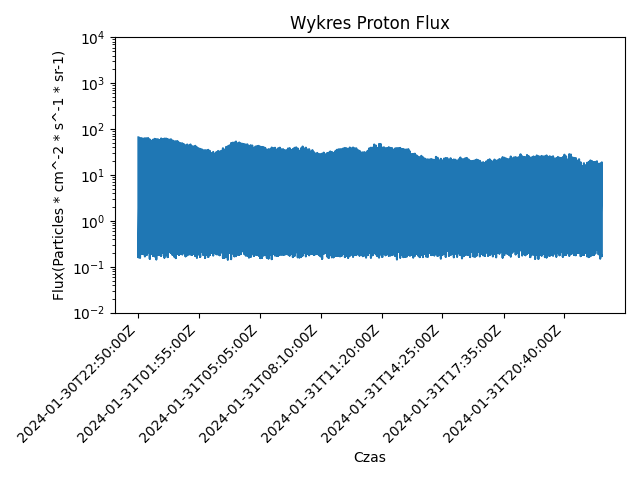 Wykres Proton Flux
Flux(Particles * cm^-2 * s^-1 * sr-1)
10^4
10^3
10^2
10^1
10^0
10^-1
10^-2
2024-01-30T22:50:00Z
2024-01-31T01:55:00Z
2024-01-31T05:05:00Z
2024-01-31T08:10:00Z
2024-01-31T11:20:00Z
2024-01-31T14:25:00Z
2024-01-31T17:35:00Z
2024-01-31T20:40:00Z
Czas